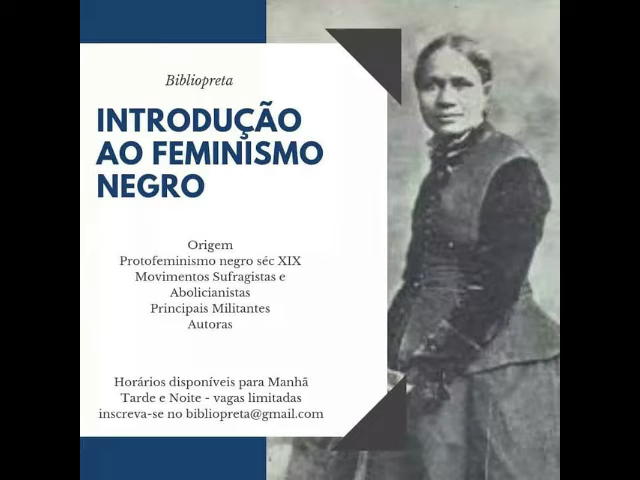 Bibliopreta
INTRODUÇÃO
AO FEMINISMO
NEGRO
Origem
Protofeminismo negro séc XIX
Movimentos Sufragistas e
Abolicianistas
Principais Militantes
Autoras
Horários disponíveis para Manhã
Tarde e Noite - vagas limitadas
inscreva-se no bibliopreta@gmail.com